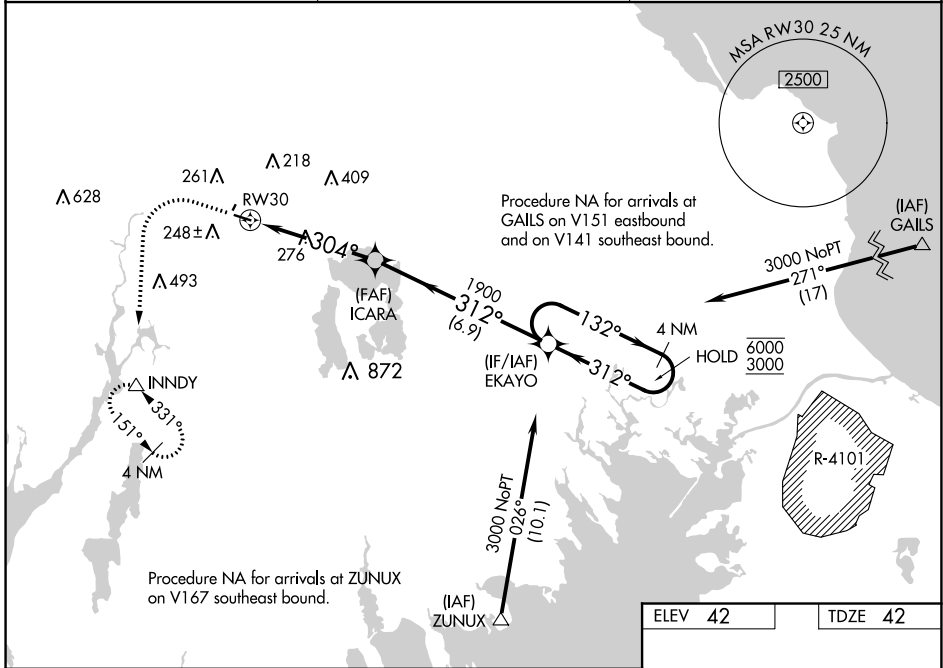 MSA RW30 25 NM
2500
218
261
409
628
RW30
248±
276
304°
493
(FAF)
ICARA
872
Procedure NA for arrivals at
GAILS on V151 eastbound
and on V141 southeast bound.
(IAF)
GAILS
3000 NoPT
271°
(17)
1900
312°
(6.9)
(IF/IAF)
EKAYO
132°
312°
4 NM
HOLD
6000
3000
INNDY
331°
151°
4 NM
R-4101
3000 NoPT
026°
(10.1)
Procedure NA for arrivals at ZUNUX
on V167 southeast bound.
(IAF)
ZUNUX
ELEV 42
TDZE 42